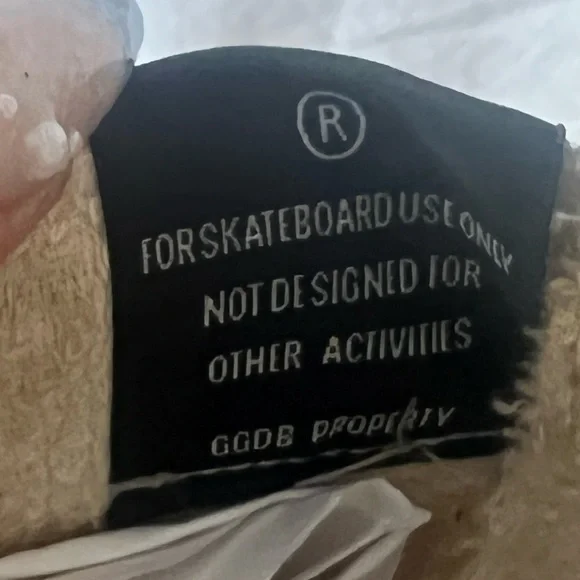 ®
FOR SKATEBOARD USE ONLY
NOT DESIGNED FOR
OTHER ACTIVITIES
GGDB PROPERTY